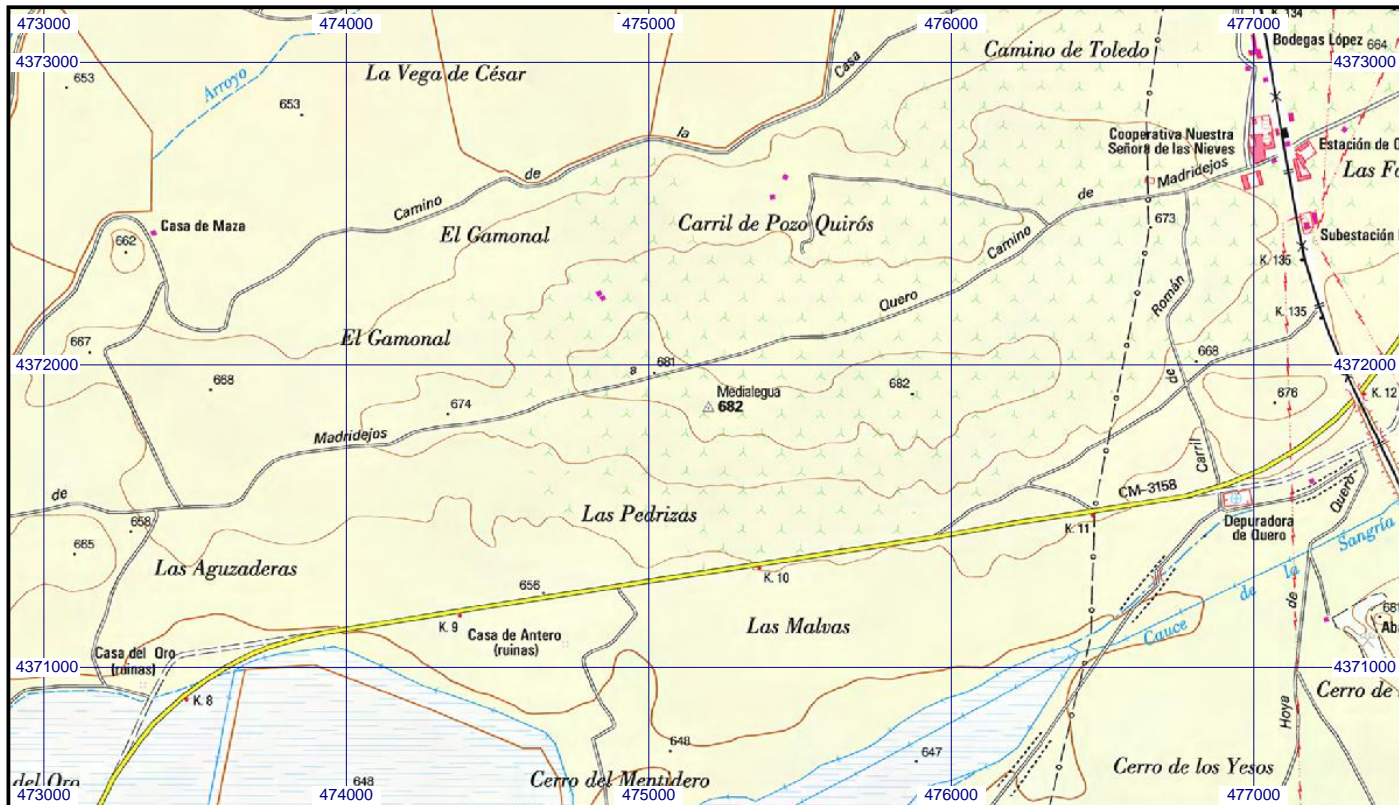 473000
474000
475000
476000
477000
K. 134
Bodegas López
664
4373000
4373000
Camino de Toledo
La Vega de César
Casa
Arroyo
653
653
la
Cooperativa Nuestra
Señora de las Nieves
Estación de
Las
de
Camino
de
Madridejos
Casa de Maza
El Gamonal
Carril de Pozo Quirós
673
Subestación
662
Camino
K. 135
Quero
Román
K. 135
667
El Gamonal
681
668
4372000
4372000
a
de
668
Medialegua
682
682
676
K. 12
674
Madridejos
Carril
CM-3158
de
Las Pedrizas
K. 11
Quero
658
Depuradora
de Quero
Sangría
665
Las Aguzaderas
K. 10
la
656
de
de
K. 9
Casa de Antero
(ruinas)
Las Malvas
Cauce
Casa del Oro
(ruinas)
4371000
4371000
K. 8
Cerro de
Hoya
648
647
Cerro de los Yesos
del Oro
648
Cerro del Mentidero
473000
474000
475000
476000
477000